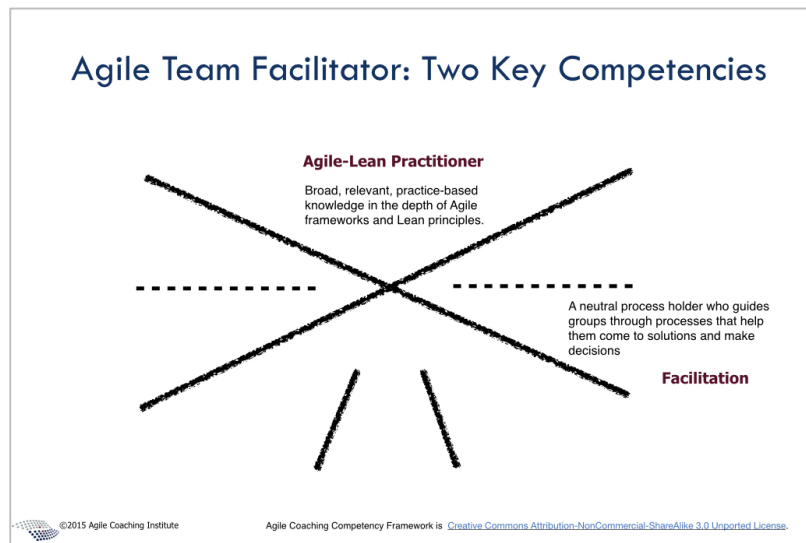 Agile Team Facilitator: Two Key Competencies
Agile-Lean Practitioner
Broad, relevant, practice-based
knowledge in the depth of Agile
frameworks and Lean principles.
A neutral process holder who guides
groups through processes that help
them come to solutions and make
decisions
Facilitation
©2015 Agile Coaching Institute
Agile Coaching Competency Framework is Creative Commons Attribution-NonCommercial-ShareAlike 3.0 Unported License.